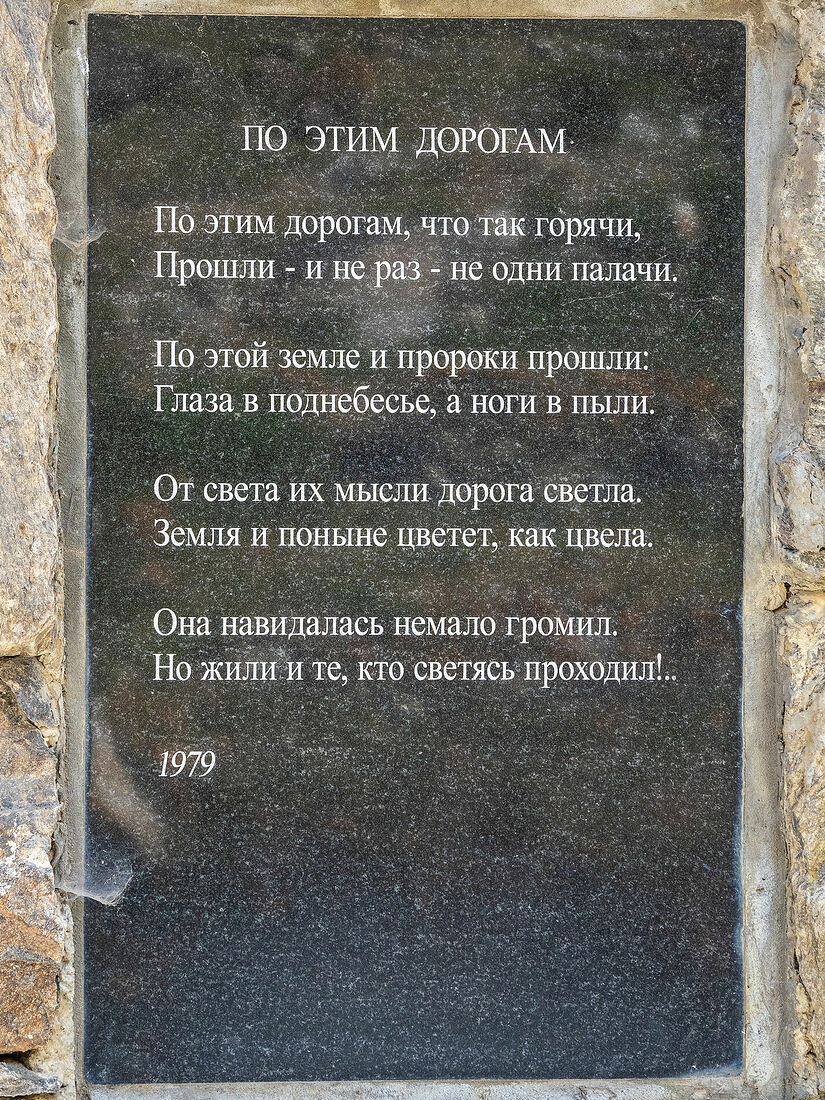 ПО ЭТИМ ДОРОГАМ
По этим дорогам, что так горячи,
Прошли - и не раз - не одни палачи.
По этой земле и пророки прошли:
Глаза в поднебесье, а ноги в пыли.
От света их мысли дорога светла.
Земля и поныне цветет, как цвела.
Она навидалась немало громил.
Но жили и те, кто светясь проходил!..
1979